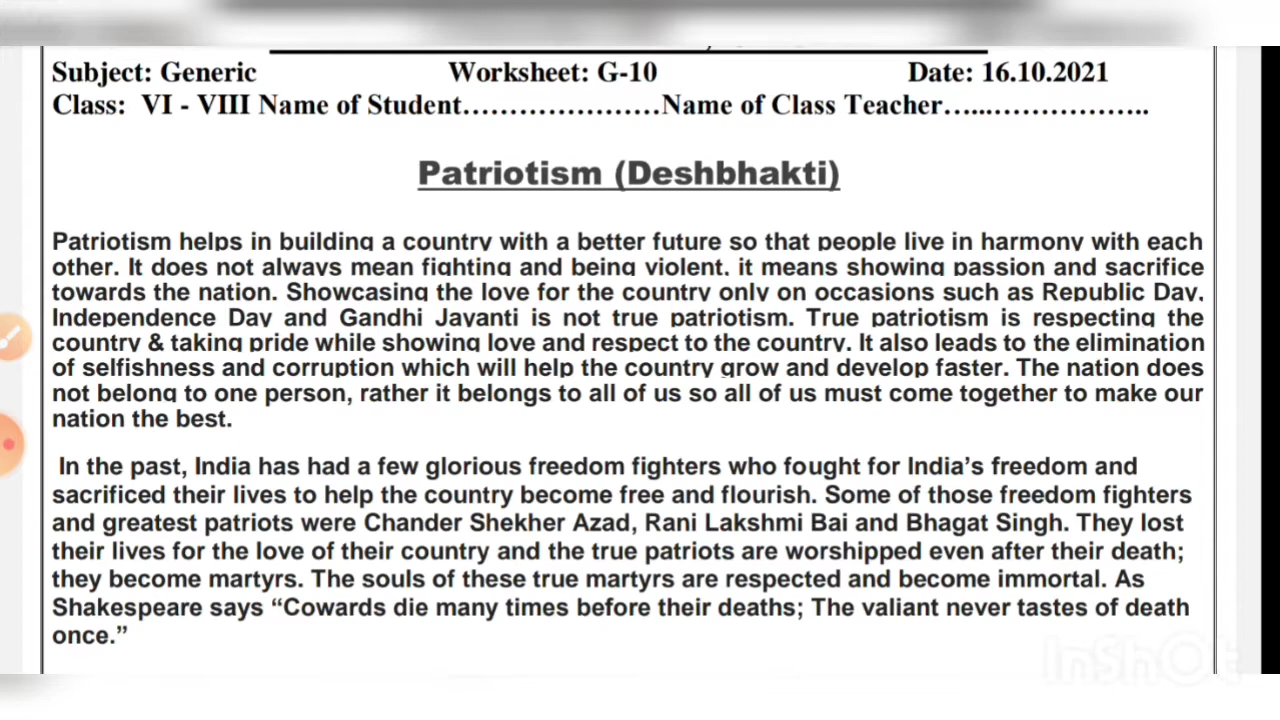 Subject: Generic Worksheet: G-10 Date: 16.10.2021
Class: VI - VIII Name of Student………………….Name of Class Teacher…...……………..
Patriotism (Deshbhakti)
Patriotism helps in building a country with a better future so that people live in harmony with each
other. It does not always mean fighting and being violent, it means showing passion and sacrifice
towards the nation. Showcasing the love for the country only on occasions such as Republic Day,
Independence Day and Gandhi Jayanti is not true patriotism. True patriotism is respecting the
country & taking pride while showing love and respect to the country. It also leads to the elimination
of selfishness and corruption which will help the country grow and develop faster. The nation does
not belong to one person, rather it belongs to all of us so all of us must come together to make our
nation the best.
In the past, India has had a few glorious freedom fighters who fought for India's freedom and
sacrificed their lives to help the country become free and flourish. Some of those freedom fighters
and greatest patriots were Chander Shekher Azad, Rani Lakshmi Bai and Bhagat Singh. They lost
their lives for the love of their country and the true patriots are worshipped even after their death;
they become martyrs. The souls of these true martyrs are respected and become immortal. As
Shakespeare says “Cowards die many times before their deaths; The valiant never tastes of death
once.”
InShOt